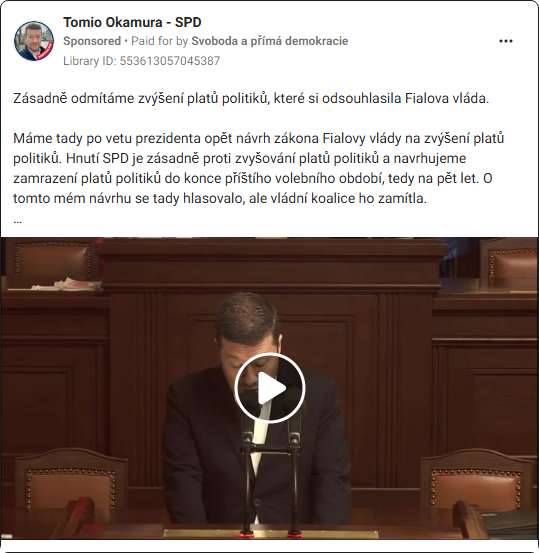 Tomio Okamura - SPD
Sponsored • Paid for by Svoboda a přímá demokracie
Library ID: 553613057045387
Zásadně odmítáme zvýšení platů politiků, které si odsouhlasila Fialova vláda.
Máme tady po vetu prezidenta opět návrh zákona Fialovy vlády na zvýšení platů
politiků. Hnutí SPD je zásadně proti zvyšování platů politiků a navrhujeme
zamrazení platů politiků do konce příštího volebního období, tedy na pět let. O
tomto mém návrhu se tady hlasovalo, ale vládní koalice ho zamítla.
...